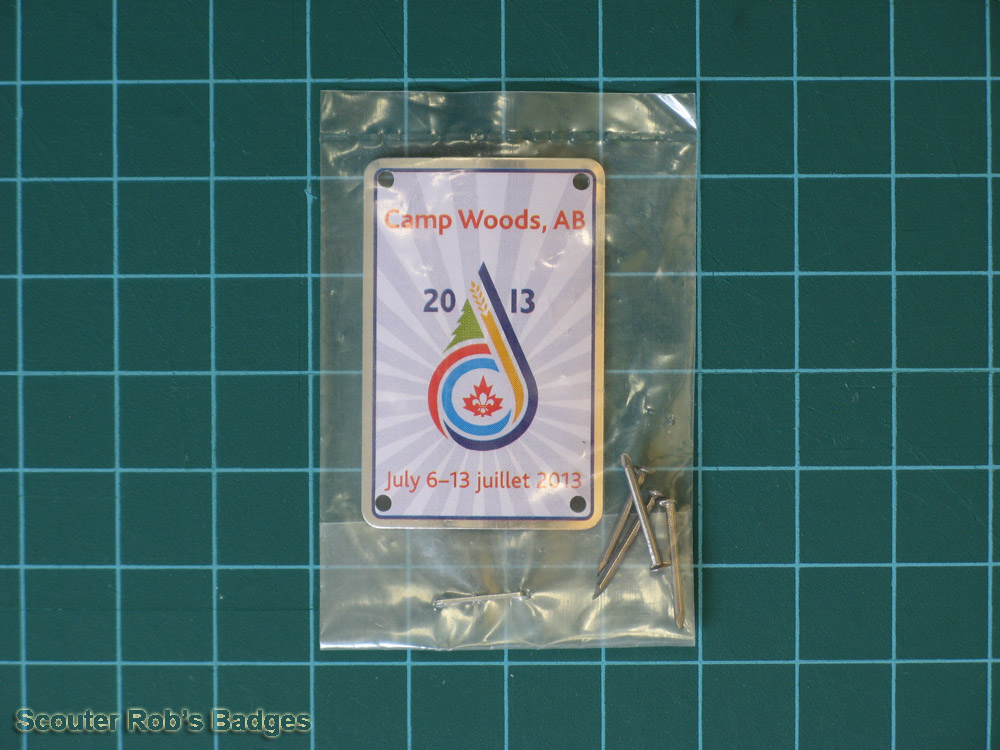 Camp Woods, AB
20 13
July 6–13 juillet 2013
Scouter Rob's Badges